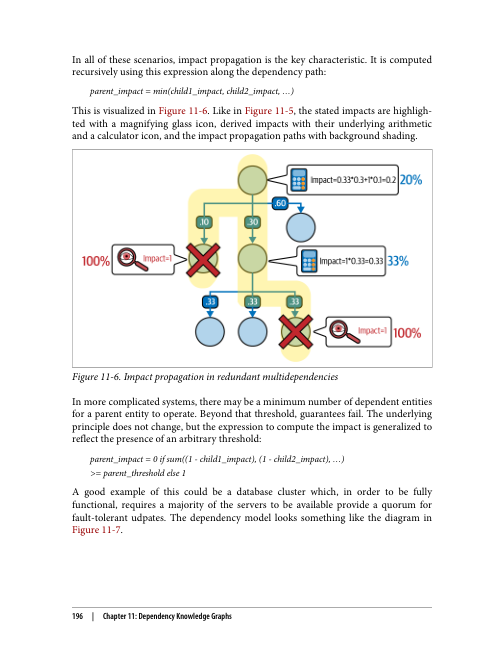 In all of these scenarios, impact propagation is the key characteristic. It is computed
recursively using this expression along the dependency path:
parent_impact = min(child1_impact, child2_impact, …)
This is visualized in Figure 11-6. Like in Figure 11-5, the stated impacts are highligh-
ted with a magnifying glass icon, derived impacts with their underlying arithmetic
and a calculator icon, and the impact propagation paths with background shading.
Impact=0.33*0.3+1*0.1=0.2 20%
.60
.10 .30
100% Impact=1
Impact=1*0.33=0.33 33%
.33 .33 .33
Impact=1 100%
Figure 11-6. Impact propagation in redundant multidependencies
In more complicated systems, there may be a minimum number of dependent entities
for a parent entity to operate. Beyond that threshold, guarantees fail. The underlying
principle does not change, but the expression to compute the impact is generalized to
reflect the presence of an arbitrary threshold:
parent_impact = 0 if sum((1 - child1_impact), (1 - child2_impact), …)
>= parent_threshold else 1
A good example of this could be a database cluster which, in order to be fully
functional, requires a majority of the servers to be available provide a quorum for
fault-tolerant udpates. The dependency model looks something like the diagram in
Figure 11-7.
196 | Chapter 11: Dependency Knowledge Graphs